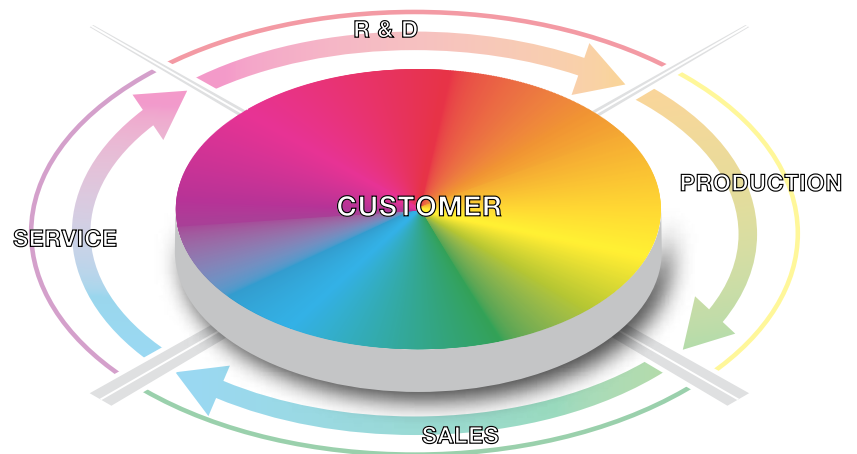 R & D
PRODUCTION
CUSTOMER
SERVICE
SALES